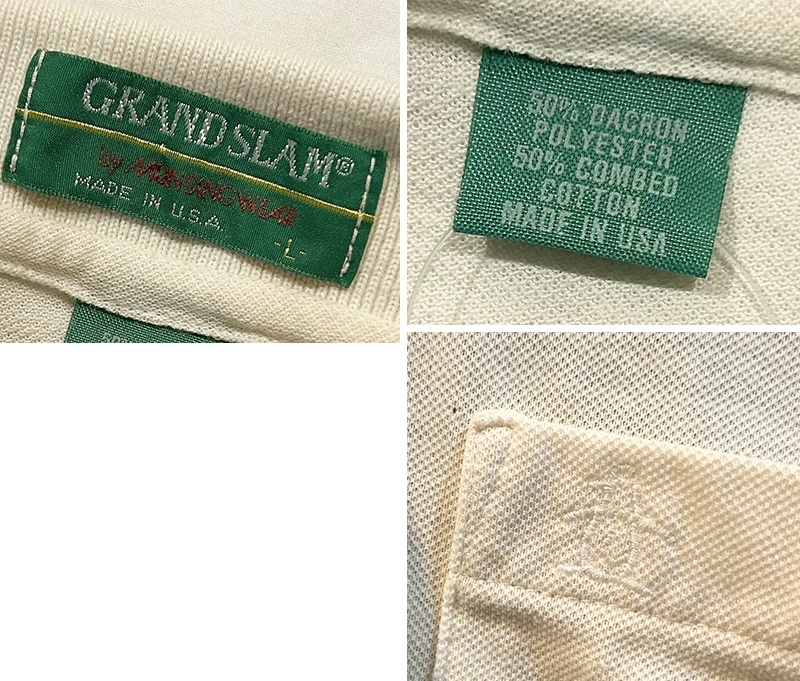 GRAND SLAM®
by MUNSINGWEAR
MADE IN U.S.A.
-L-
50% DACRON
POLYESTER
50% COMBED
COTTON
MADE IN USA